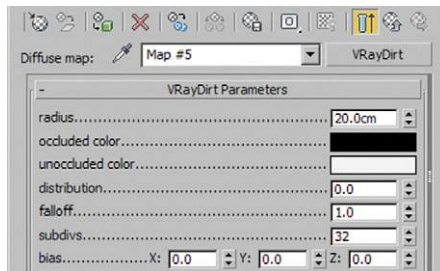 Diffuse map: Map #5 VRayDirt
- VRayDirt Parameters
radius.................................................. 20.0cm
occluded color..........................................
unoccluded color.......................................
distribution............................................. 0.0
falloff.................................................... 1.0
subdivs.................................................. 32
bias..................X: 0.0 Y: 0.0 Z: 0.0